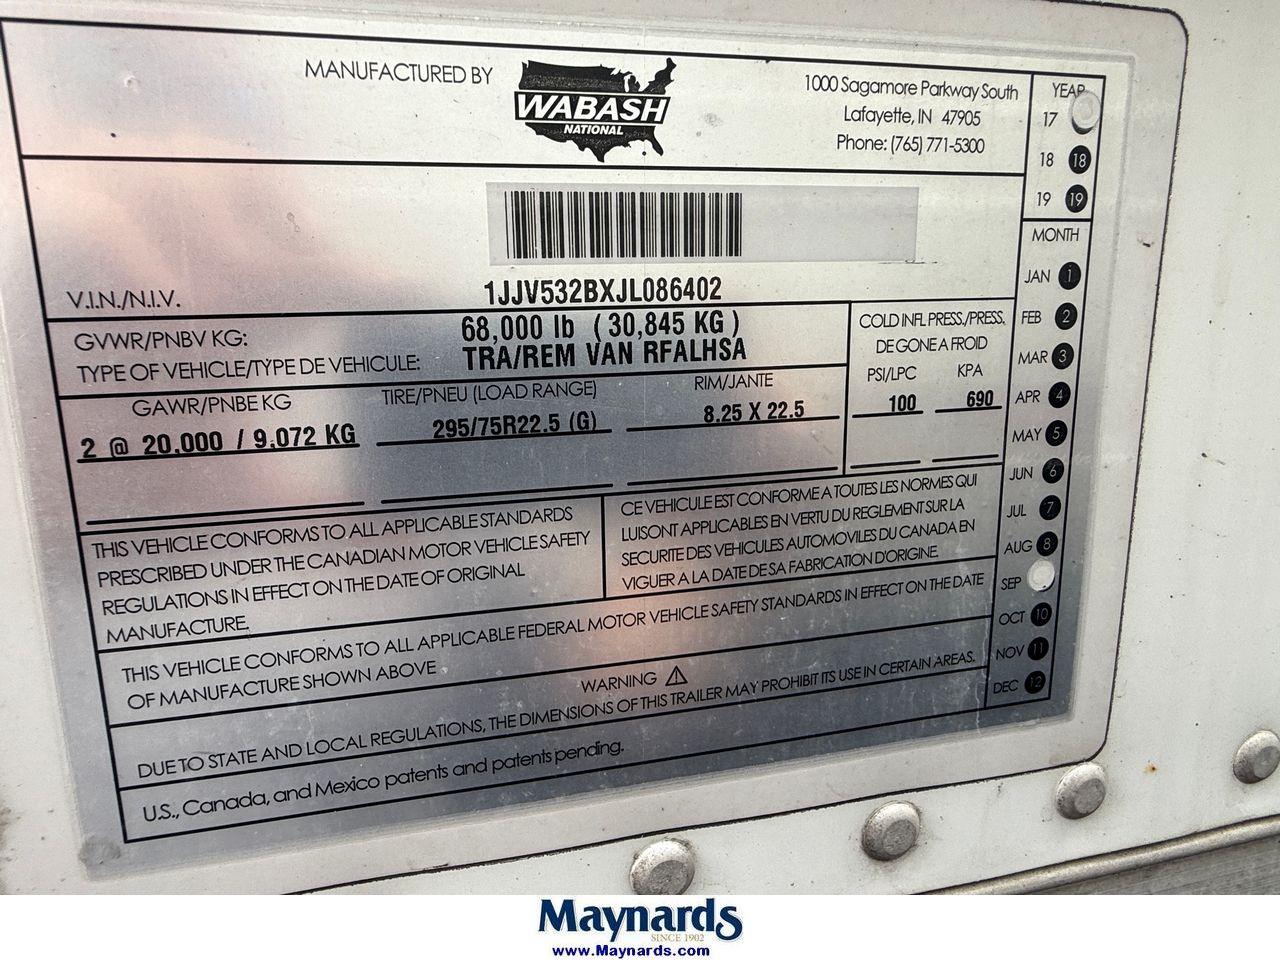 MANUFACTURED BY
WABASH
NATIONAL
1000 Sagamore Parkway South
Lafayette, IN 47905
Phone: (765) 771-5300
YEAR
17
18 18
19 19
MONTH
JAN 1
FEB 2
MAR 3
APR 4
MAY 5
JUN 6
JUL 7
AUG 8
SEP
OCT 10
NOV 11
DEC 12
V.I.N./N.I.V. 1JJV532BXJL086402
GVWR/PNBV KG: 68,000 lb (30,845 KG)
TYPE OF VEHICLE/TYPE DE VEHICULE: TRA/REM VAN RFALHSA
COLD INFL PRESS./PRESS.
DE GONE A FROID
GAWR/PNBE KG TIRE/PNEU (LOAD RANGE) RIM/JANTE PSI/LPC KPA
2 @ 20,000 / 9,072 KG 295/75R22.5 (G) 8.25 X 22.5 100 690
THIS VEHICLE CONFORMS TO ALL APPLICABLE STANDARDS
PRESCRIBED UNDER THE CANADIAN MOTOR VEHICLE SAFETY
REGULATIONS IN EFFECT ON THE DATE OF ORIGINAL
MANUFACTURE.
CE VEHICULE EST CONFORME A TOUTES LES NORMES QUI
LUI SONT APPLICABLES EN VERTU DU REGLEMENT SUR LA
SECURITE DES VEHICULES AUTOMOVILES DU CANADA EN
VIGUER A LA DATE DE SA FABRICATION D'ORIGINE.
THIS VEHICLE CONFORMS TO ALL APPLICABLE FEDERAL MOTOR VEHICLE SAFETY STANDARDS IN EFFECT ON THE DATE
OF MANUFACTURE SHOWN ABOVE
WARNING
DUE TO STATE AND LOCAL REGULATIONS, THE DIMENSIONS OF THIS TRAILER MAY PROHIBIT ITS USE IN CERTAIN AREAS.
U.S., Canada, and Mexico patents and patents pending.
Maynards
SINCE 1902
www.Maynards.com